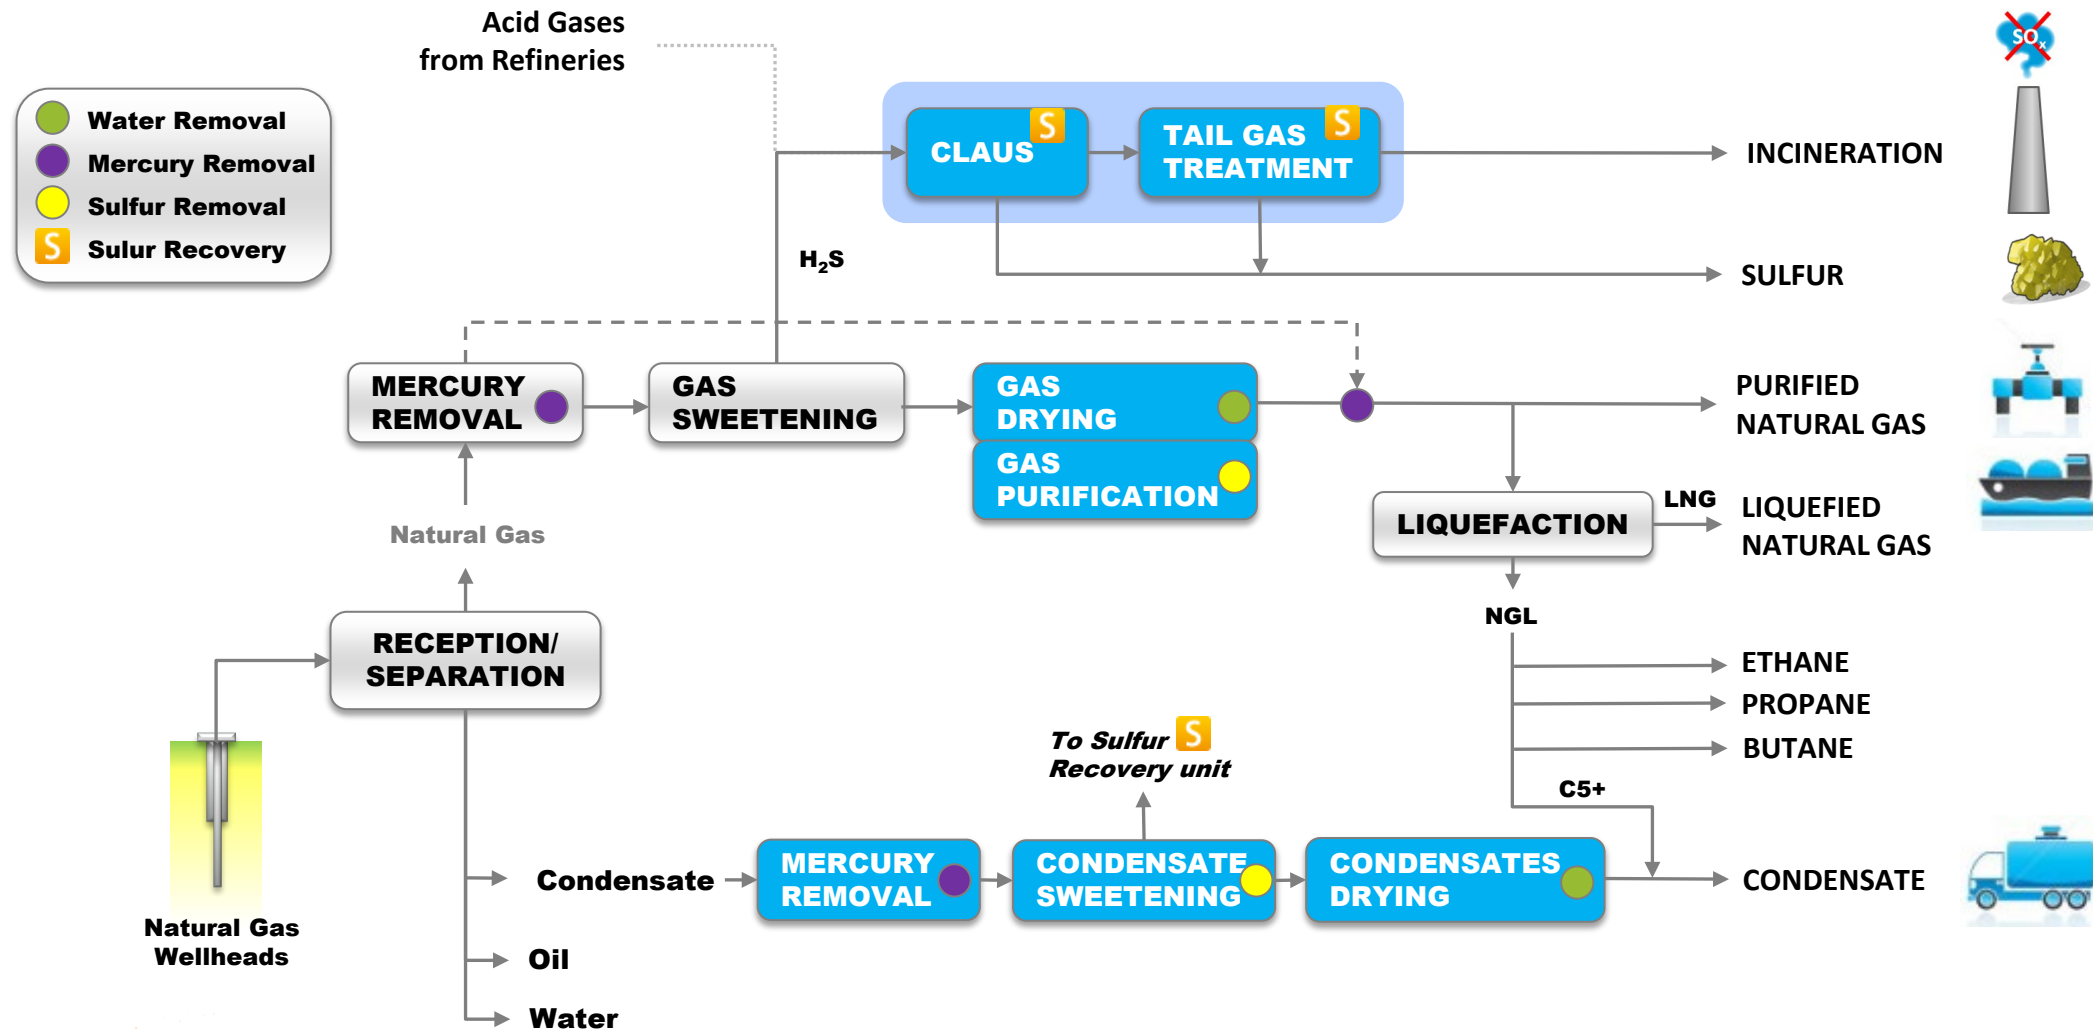 Acid Gases
from Refineries
SOx
Water Removal
Mercury Removal
Sulfur Removal
S Sulur Recovery
CLAUS
S
TAIL GAS
TREATMENT
S
INCINERATION
H2S
SULFUR
MERCURY
REMOVAL
GAS
SWEETENING
GAS
DRYING
GAS
PURIFICATION
PURIFIED
NATURAL GAS
LIQUEFACTION
LNG
LIQUEFIED
NATURAL GAS
Natural Gas
RECEPTION/
SEPARATION
NGL
ETHANE
PROPANE
BUTANE
C5+
To Sulfur S
Recovery unit
Condensate
MERCURY
REMOVAL
CONDENSATE
SWEETENING
CONDENSATES
DRYING
CONDENSATE
Natural Gas
Wellheads
Oil
Water